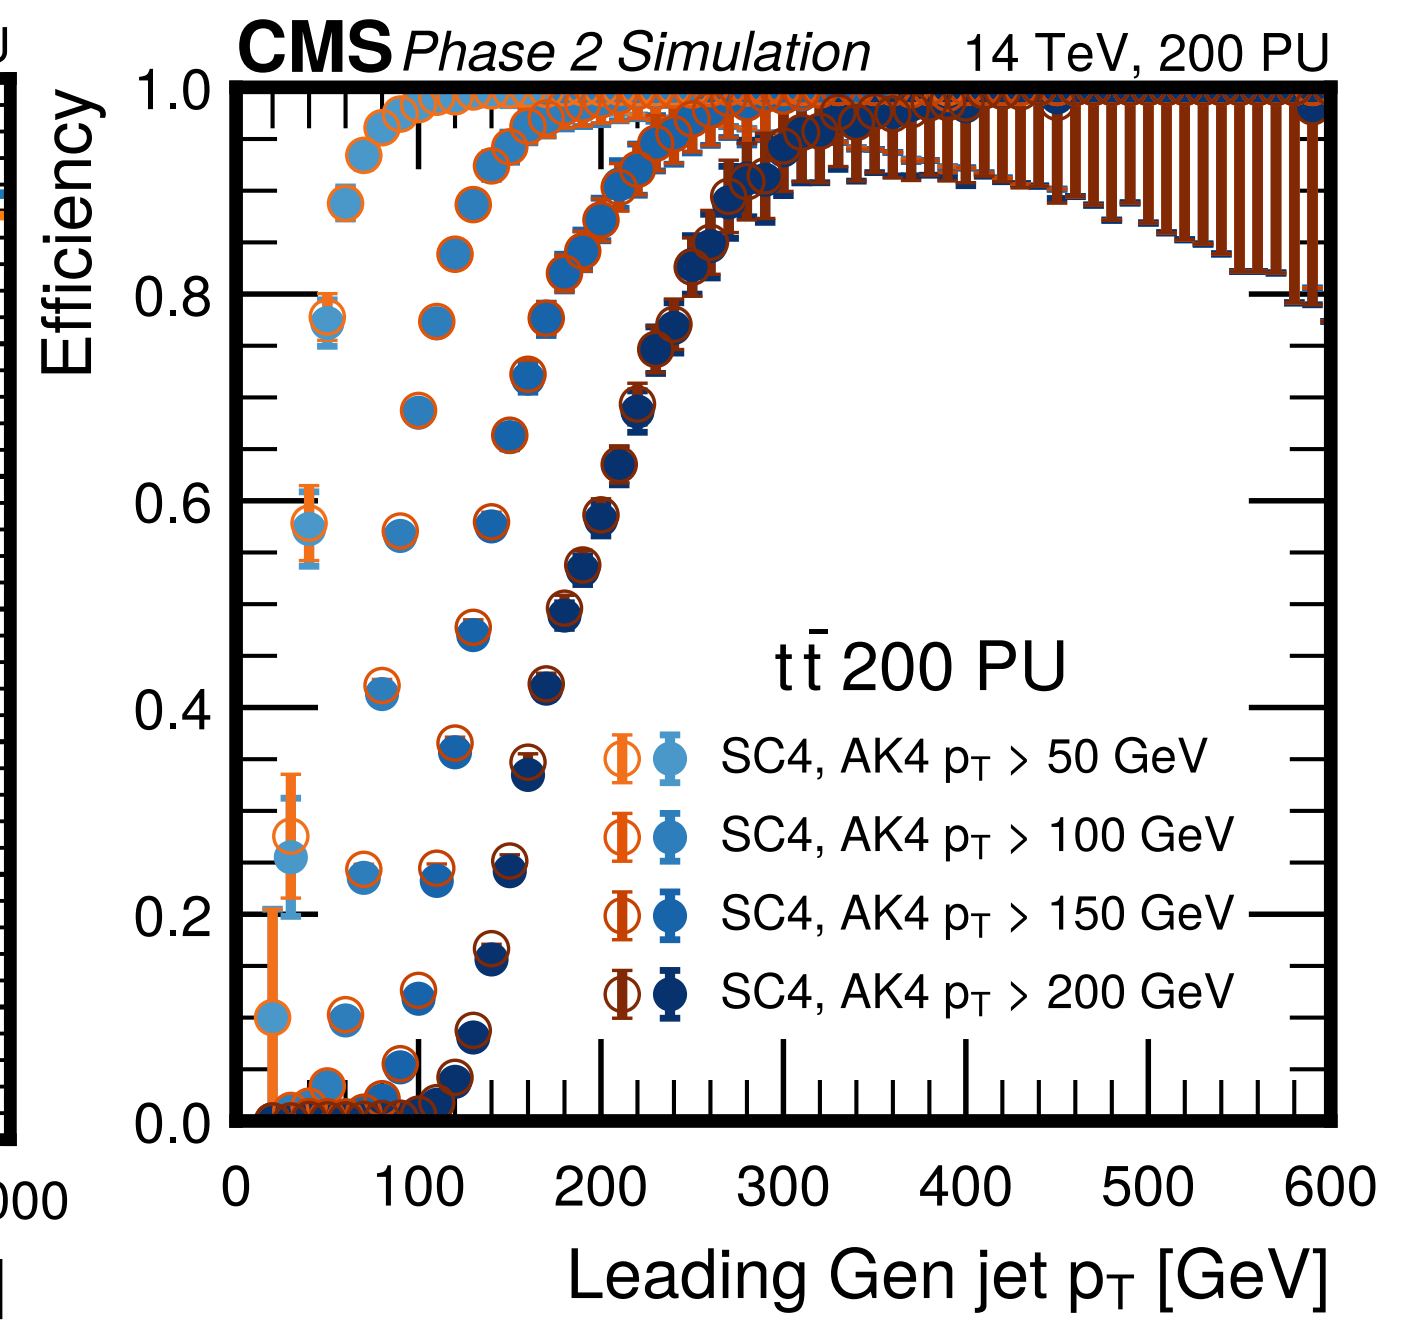 CMS Phase 2 Simulation 14 TeV, 200 PU
Efficiency
1.0
0.8
0.6
0.4
0.2
0.0
tt̄ 200 PU
SC4, AK4 pT > 50 GeV
SC4, AK4 pT > 100 GeV
SC4, AK4 pT > 150 GeV
SC4, AK4 pT > 200 GeV
0 100 200 300 400 500 600
Leading Gen jet pT [GeV]